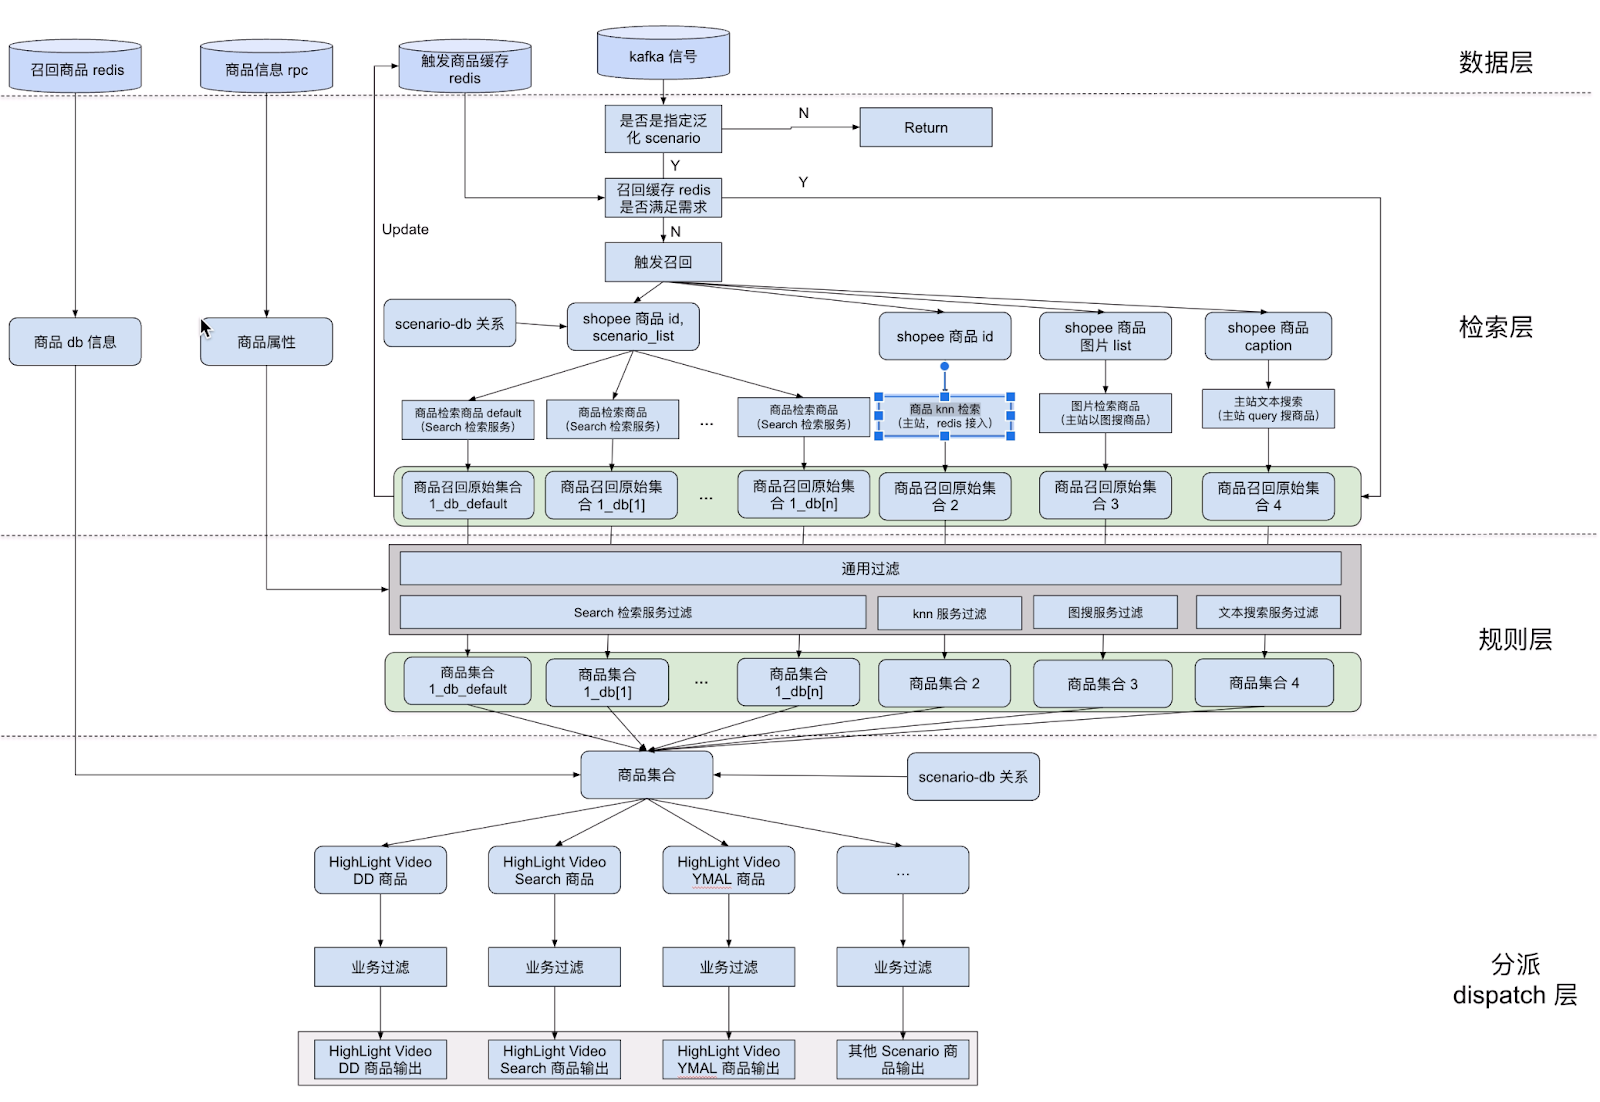 召回商品 redis
商品信息 rpc
触发商品缓存
redis
kafka 信号
数据层
是否是指定泛
化 scenario
N
Return
Y
召回缓存 redis
是否满足需求
Y
Update
N
触发召回
检索层
scenario-db 关系
shopee 商品 id,
scenario_list
shopee 商品 id
shopee 商品
图片 list
shopee 商品
caption
商品 db 信息
商品属性
商品检索商品 default
（Search 检索服务）
商品检索商品
（Search 检索服务）
...
商品检索商品
（Search 检索服务）
商品 knn 检索
（主站，redis 接入）
图片检索商品
（主站以图搜商品）
主站文本搜索
（主站 query 搜商品）
商品召回原始集合
1_db_default
商品召回原始集
合 1_db[1]
...
商品召回原始集
合 1_db[n]
商品召回原始集
合 2
商品召回原始集
合 3
商品召回原始集
合 4
通用过滤
Search 检索服务过滤
knn 服务过滤
图搜服务过滤
文本搜索服务过滤
规则层
商品集合
1_db_default
商品集合
1_db[1]
...
商品集合
1_db[n]
商品集合 2
商品集合 3
商品集合 4
商品集合
scenario-db 关系
HighLight Video
DD 商品
HighLight Video
Search 商品
HighLight Video
YMAL 商品
...
业务过滤
业务过滤
业务过滤
业务过滤
分派
dispatch 层
HighLight Video
DD 商品输出
HighLight Video
Search 商品输出
HighLight Video
YMAL 商品输出
其他 Scenario 商
品输出